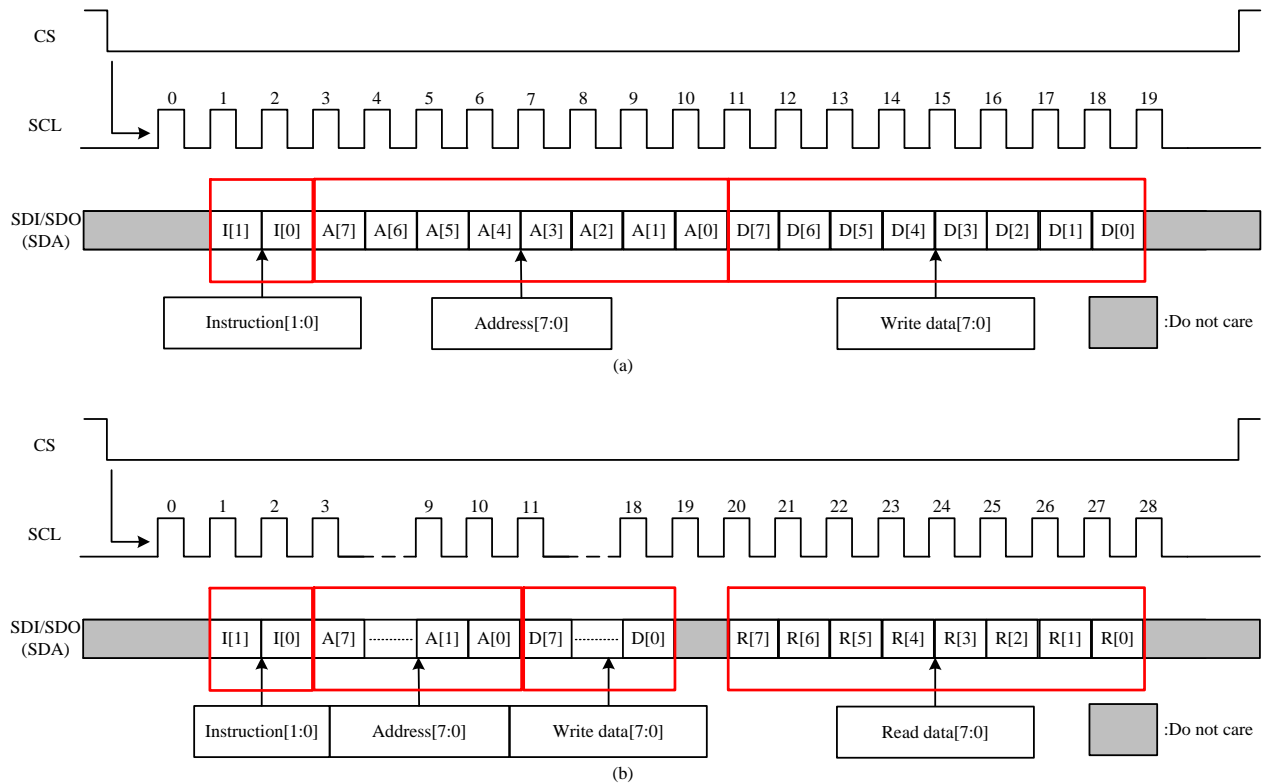 CS
0 1 2 3 4 5 6 7 8 9 10 11 12 13 14 15 16 17 18 19
SCL
SDI/SDO
(SDA)
I[1] I[0] A[7] A[6] A[5] A[4] A[3] A[2] A[1] A[0] D[7] D[6] D[5] D[4] D[3] D[2] D[1] D[0]
Instruction[1:0] Address[7:0] Write data[7:0] :Do not care
(a)
CS
0 1 2 3 9 10 11 18 19 20 21 22 23 24 25 26 27 28
SCL
SDI/SDO
(SDA)
I[1] I[0] A[7] A[1] A[0] D[7] D[0] R[7] R[6] R[5] R[4] R[3] R[2] R[1] R[0]
Instruction[1:0] Address[7:0] Write data[7:0] Read data[7:0] :Do not care
(b)